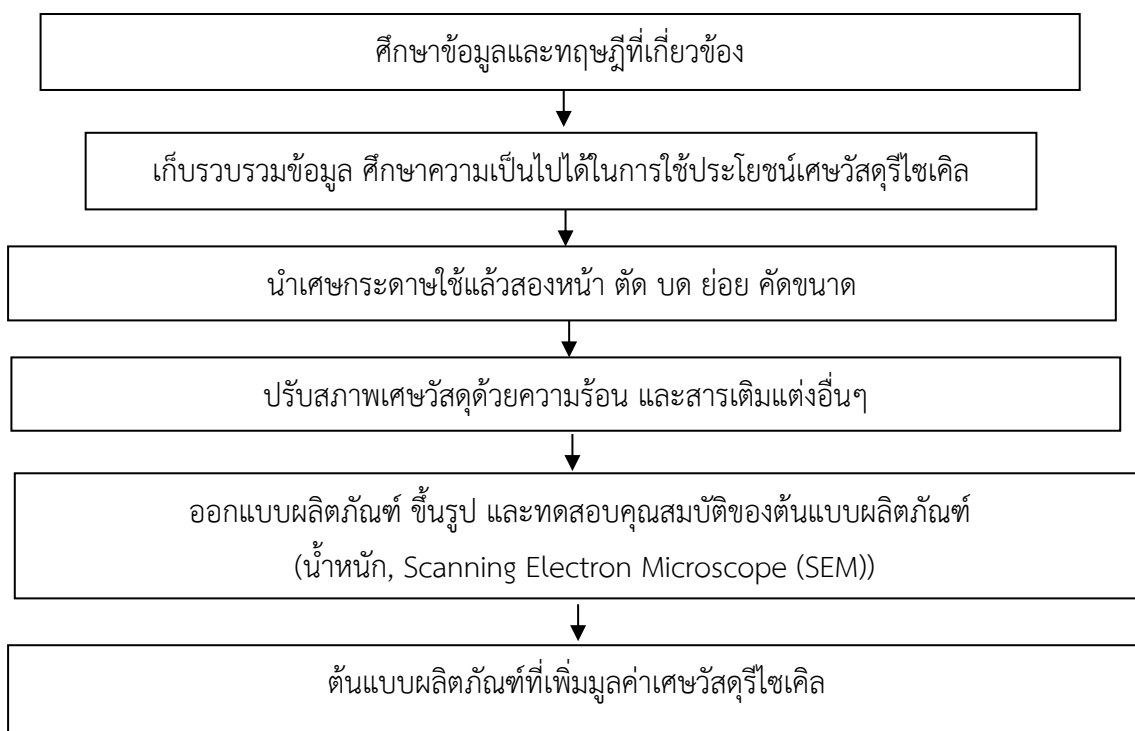 ศึกษาข้อมูลและทฤษฎีที่เกี่ยวข้อง
เก็บรวบรวมข้อมูล ศึกษาความเป็นไปได้ในการใช้ประโยชน์เศษวัสดุรีไซเคิล
นำเศษกระดาษใช้แล้วสองหน้า ตัด บด ย่อย คัดขนาด
ปรับสภาพเศษวัสดุด้วยความร้อน และสารเติมแต่งอื่นๆ
ออกแบบผลิตภัณฑ์ ขึ้นรูป และทดสอบคุณสมบัติของต้นแบบผลิตภัณฑ์
(น้ำหนัก, Scanning Electron Microscope (SEM))
ต้นแบบผลิตภัณฑ์ที่เพิ่มมูลค่าเศษวัสดุรีไซเคิล